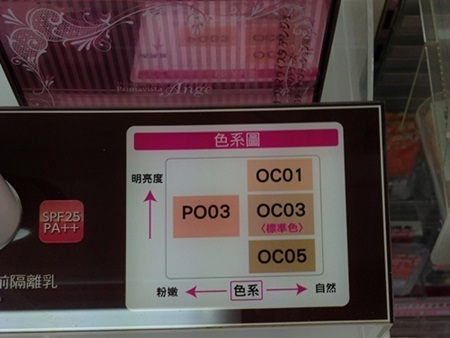 Primavista Ange
色系圖
明亮度
OC01
PO03
OC03
〈標準色〉
OC05
粉嫩
色系
自然
SPF25
PA++
前隔離乳